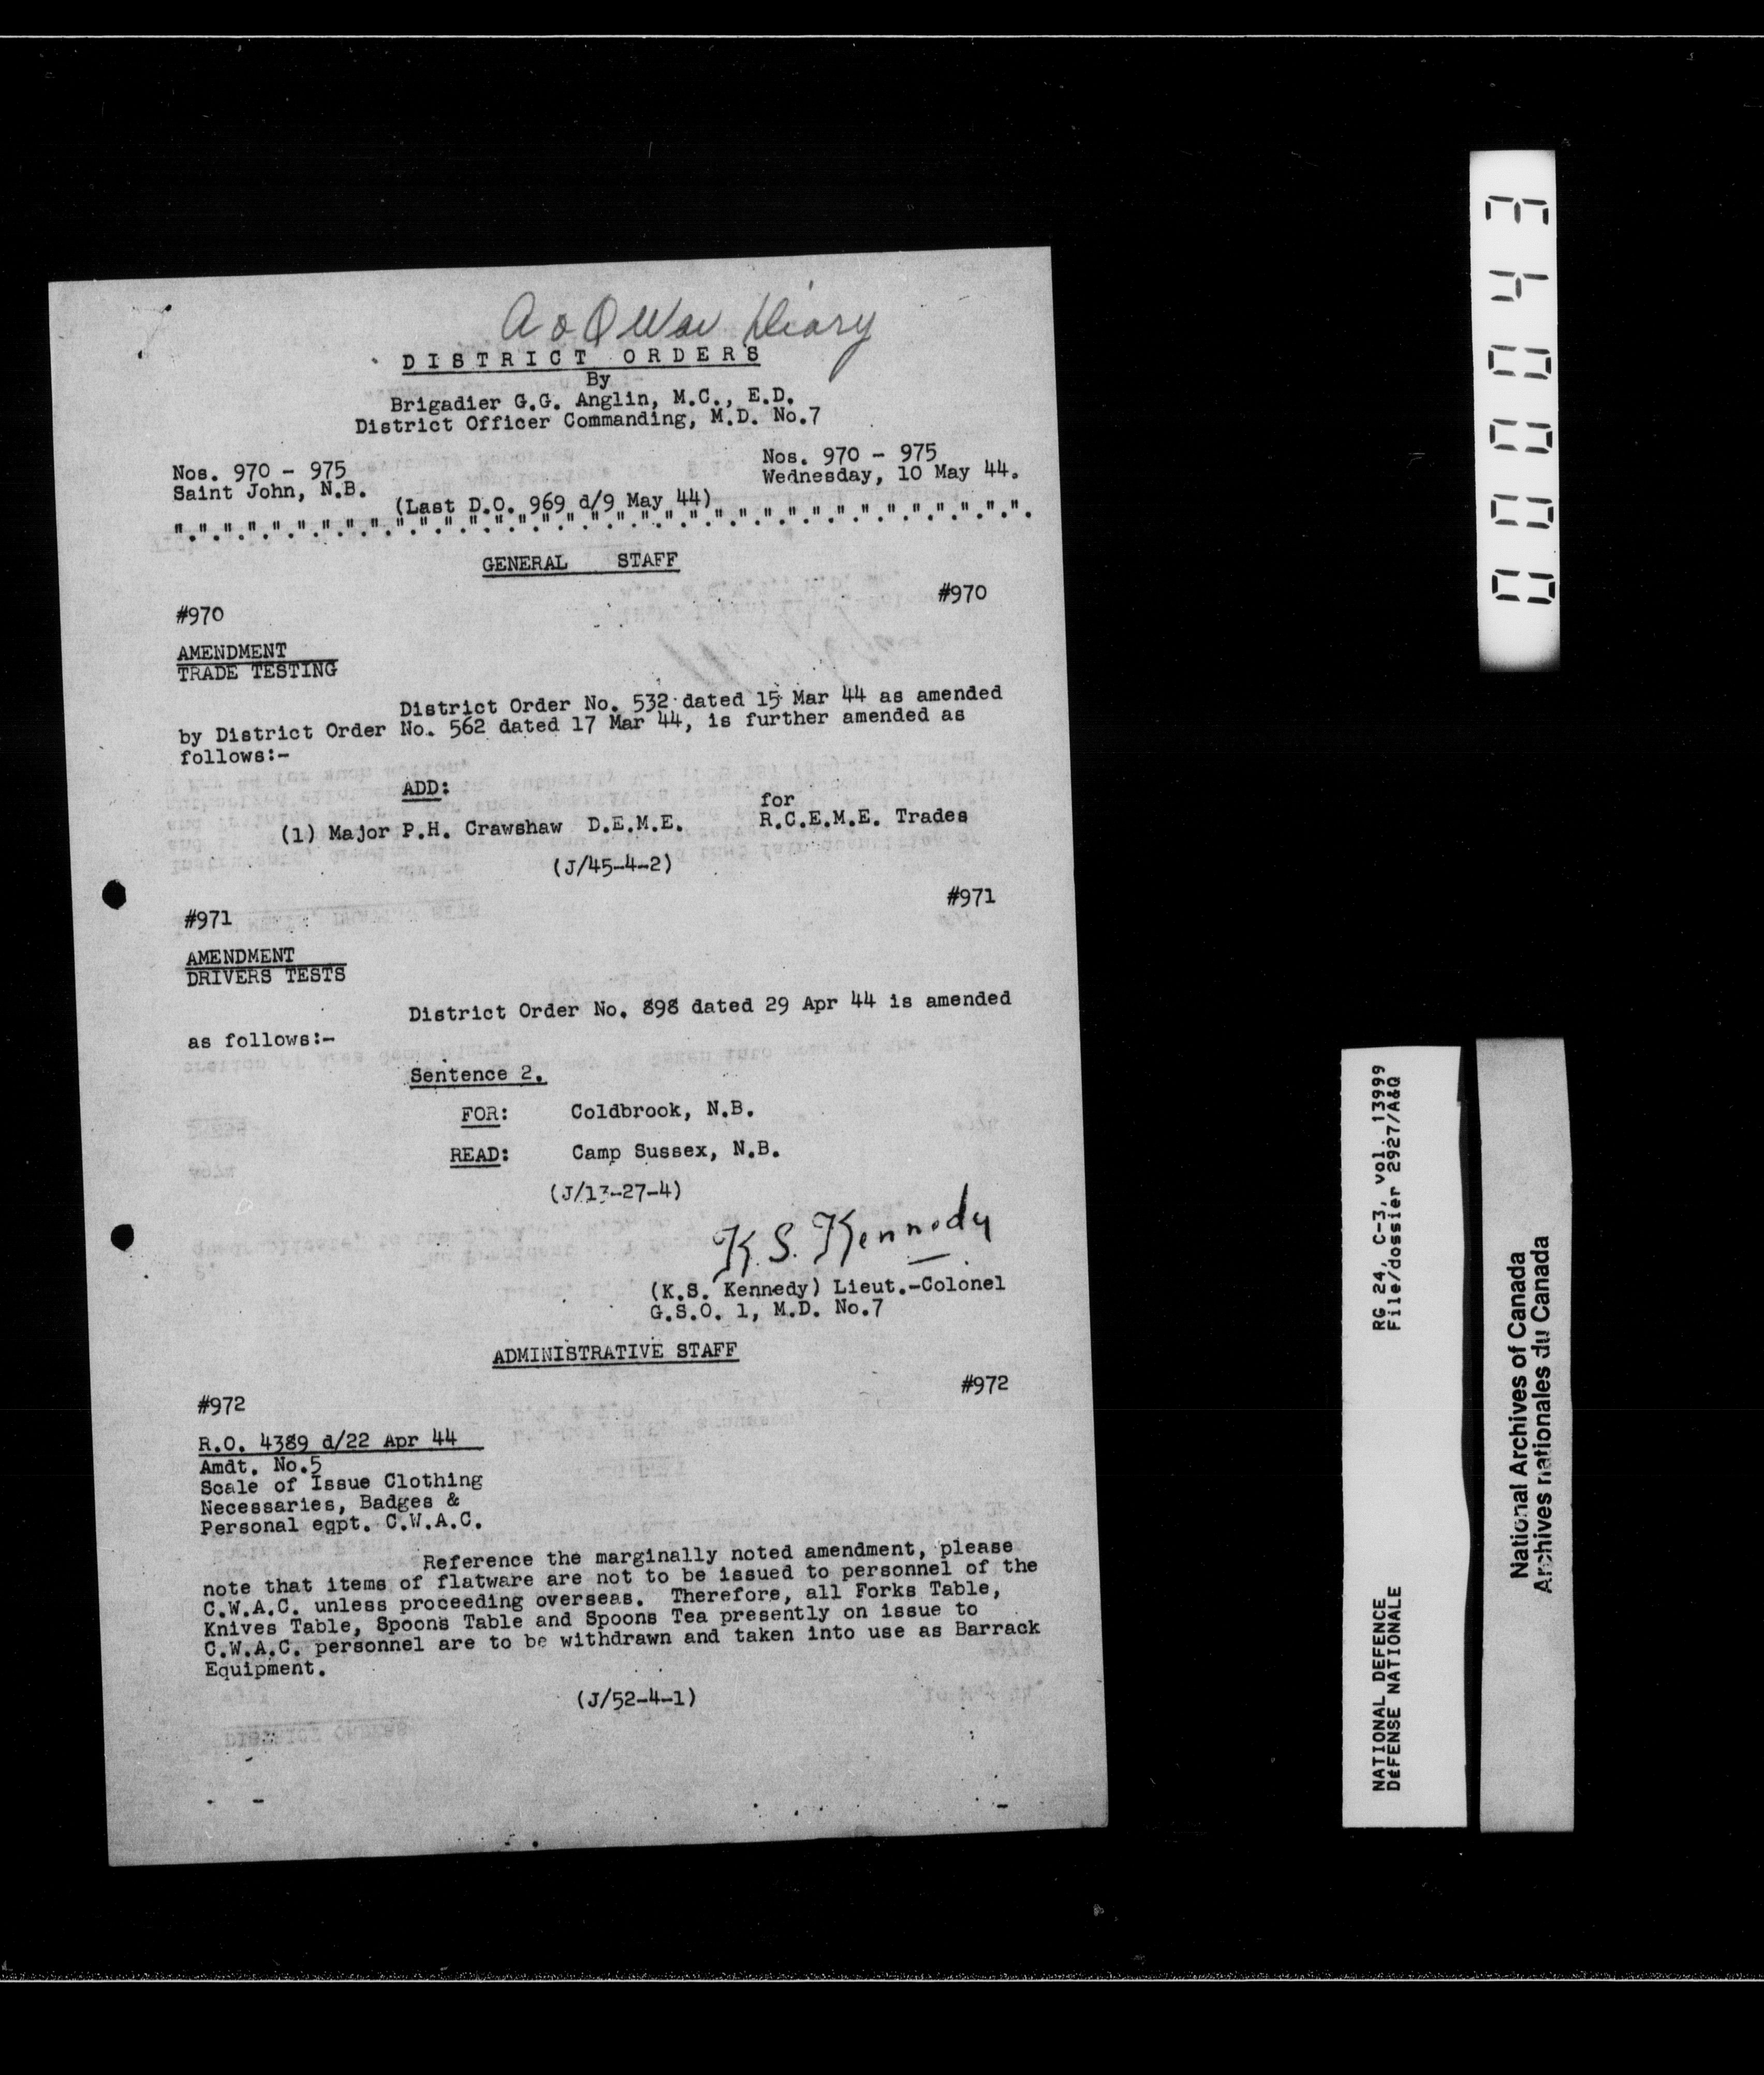 A & Q War Diary
DISTRICT ORDERS
By
Brigadier G.G. Anglin, M.C., E.D.
District Officer Commanding, M.D. No.7
Nos. 970 - 975 Nos. 970 - 975
Saint John, N.B. Wednesday, 10 May 44.
(Last D.O. 969 d/9 May 44)
".".".".".".".".".".".".".".".".".".".".".".".".".".".".".".".".".".".
GENERAL STAFF
#970 #970
AMENDMENT
TRADE TESTING
District Order No. 532 dated 15 Mar 44 as amended
by District Order No. 562 dated 17 Mar 44, is further amended as
follows:-
ADD:
for
(1) Major P.H. Crawshaw D.E.M.E. R.C.E.M.E. Trades
(J/45-4-2)
#971 #971
AMENDMENT
DRIVERS TESTS
District Order No. 898 dated 29 Apr 44 is amended
as follows:-
Sentence 2.
FOR: Coldbrook, N.B.
READ: Camp Sussex, N.B.
(J/13-27-4)
K.S. Kennedy
(K.S. Kennedy) Lieut.-Colonel
G.S.O. 1, M.D. No.7
ADMINISTRATIVE STAFF
#972 #972
R.O. 4389 d/22 Apr 44
Amdt. No.5
Scale of Issue Clothing
Necessaries, Badges &
Personal eqpt. C.W.A.C.
Reference the marginally noted amendment, please
note that items of flatware are not to be issued to personnel of the
C.W.A.C. unless proceeding overseas. Therefore, all Forks Table,
Knives Table, Spoons Table and Spoons Tea presently on issue to
C.W.A.C. personnel are to be withdrawn and taken into use as Barrack
Equipment.
(J/52-4-1)
000043
RG 24, C-3, vol. 13999
File/dossier 2927/A&Q
NATIONAL DEFENCE
DÉFENSE NATIONALE
National Archives of Canada
Archives nationales du Canada